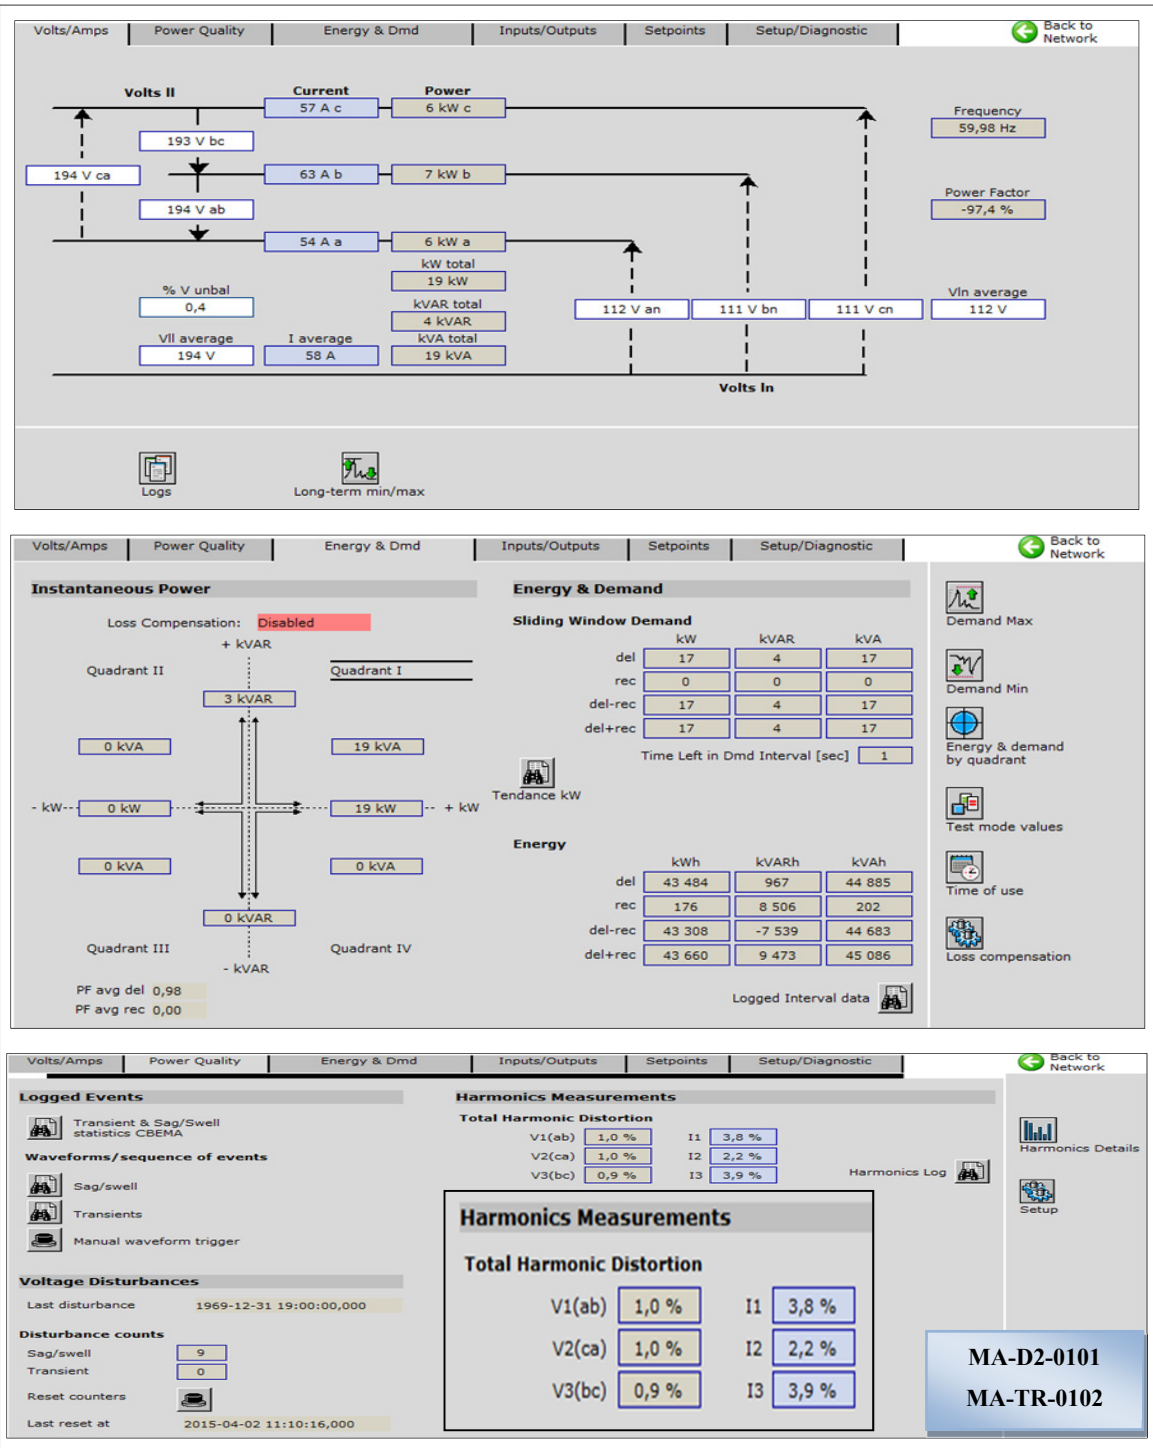 Volts/Amps Power Quality Energy & Dmd Inputs/Outputs Setpoints Setup/Diagnostic Back to Network
Volts ll Current Power
57 A c 6 kW c
Frequency
59,98 Hz
193 V bc
194 V ca
63 A b 7 kW b
Power Factor
-97,4 %
194 V ab
54 A a 6 kW a
kW total
19 kW
% V unbal
0,4
kVAR total
4 kVAR
112 V an 111 V bn 111 V cn
Vln average
112 V
Vll average I average kVA total
194 V 58 A 19 kVA
Volts ln
Logs Long-term min/max
Volts/Amps Power Quality Energy & Dmd Inputs/Outputs Setpoints Setup/Diagnostic Back to Network
Instantaneous Power
Loss Compensation: Disabled
+ kVAR
Quadrant II Quadrant I
3 kVAR
0 kVA 19 kVA
- kW 0 kW 19 kW + kW
0 kVA 0 kVA
0 kVAR
Quadrant III Quadrant IV
- kVAR
PF avg del 0,98
PF avg rec 0,00
Energy & Demand
Sliding Window Demand
kW kVAR kVA
del 17 4 17
rec 0 0 0
del-rec 17 4 17
del+rec 17 4 17
Time Left in Dmd Interval [sec] 1
Tendance kW
Energy
kWh kVARh kVAh
del 43 484 967 44 885
rec 176 8 506 202
del-rec 43 308 -7 539 44 683
del+rec 43 660 9 473 45 086
Logged Interval data
Demand Max
Demand Min
Energy & demand
by quadrant
Test mode values
Time of use
Loss compensation
Volts/Amps Power Quality Energy & Dmd Inputs/Outputs Setpoints Setup/Diagnostic Back to Network
Logged Events
Transient & Sag/Swell
statistics CBEMA
Waveforms/sequence of events
Sag/swell
Transients
Manual waveform trigger
Voltage Disturbances
Last disturbance 1969-12-31 19:00:00,000
Disturbance counts
Sag/swell 9
Transient 0
Reset counters
Last reset at 2015-04-02 11:10:16,000
Harmonics Measurements
Total Harmonic Distortion
V1(ab) 1,0 % I1 3,8 %
V2(ca) 1,0 % I2 2,2 %
V3(bc) 0,9 % I3 3,9 %
Harmonics Log
Harmonics Details
Setup
Harmonics Measurements
Total Harmonic Distortion
V1(ab) 1,0 % I1 3,8 %
V2(ca) 1,0 % I2 2,2 %
V3(bc) 0,9 % I3 3,9 %
MA-D2-0101
MA-TR-0102